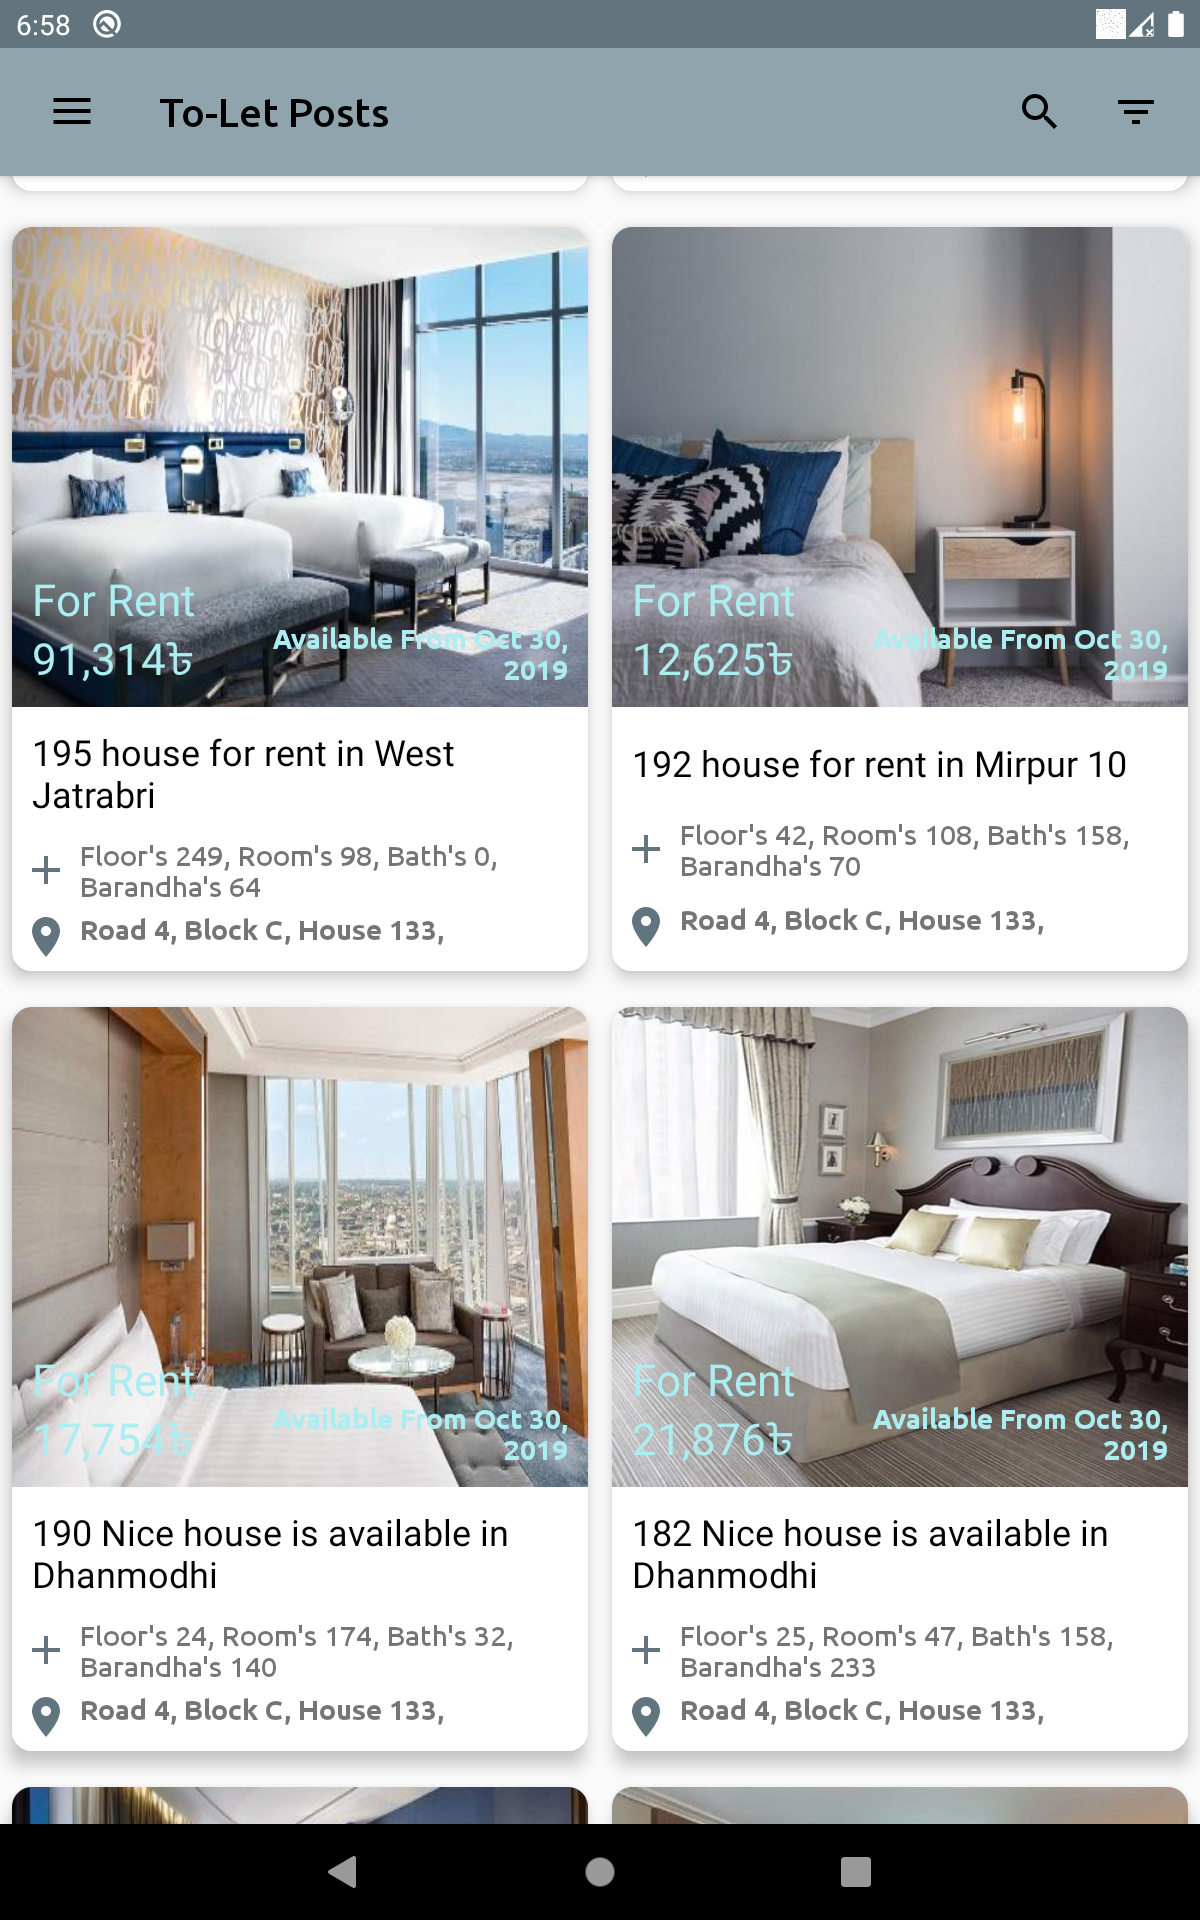 6:58
To-Let Posts
For Rent
91,314৳
Available From Oct 30,
2019
195 house for rent in West
Jatrabri
Floor's 249, Room's 98, Bath's 0,
Barandha's 64
Road 4, Block C, House 133,
For Rent
12,625৳
Available From Oct 30,
2019
192 house for rent in Mirpur 10
Floor's 42, Room's 108, Bath's 158,
Barandha's 70
Road 4, Block C, House 133,
For Rent
17,754৳
Available From Oct 30,
2019
190 Nice house is available in
Dhanmodhi
Floor's 24, Room's 174, Bath's 32,
Barandha's 140
Road 4, Block C, House 133,
For Rent
21,876৳
Available From Oct 30,
2019
182 Nice house is available in
Dhanmodhi
Floor's 25, Room's 47, Bath's 158,
Barandha's 233
Road 4, Block C, House 133,